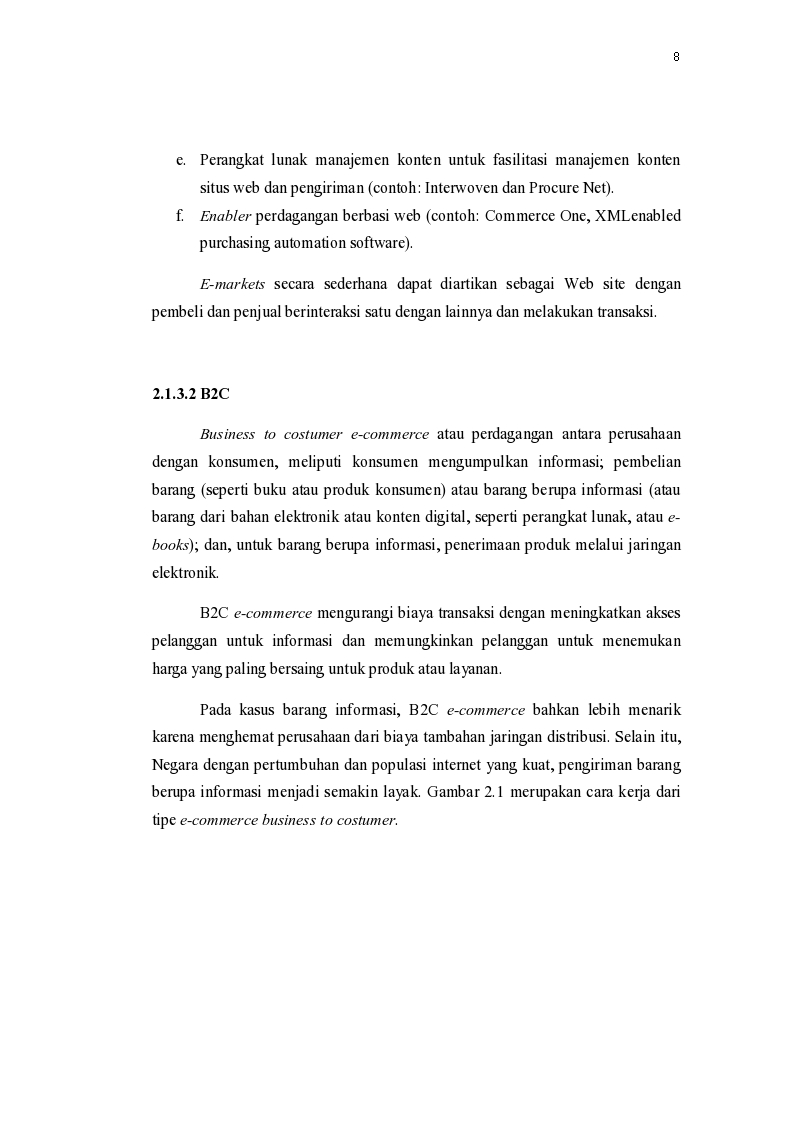 8
e. Perangkat lunak manajemen konten untuk fasilitasi manajemen konten
situs web dan pengiriman (contoh: Interwoven dan Procure Net).
f. Enabler perdagangan berbasi web (contoh: Commerce One, XMLenabled
purchasing automation software).
E-markets secara sederhana dapat diartikan sebagai Web site dengan
pembeli dan penjual berinteraksi satu dengan lainnya dan melakukan transaksi.
2.1.3.2 B2C
Business to costumer e-commerce atau perdagangan antara perusahaan
dengan konsumen, meliputi konsumen mengumpulkan informasi; pembelian
barang (seperti buku atau produk konsumen) atau barang berupa informasi (atau
barang dari bahan elektronik atau konten digital, seperti perangkat lunak, atau e-
books); dan, untuk barang berupa informasi, penerimaan produk melalui jaringan
elektronik.
B2C e-commerce mengurangi biaya transaksi dengan meningkatkan akses
pelanggan untuk informasi dan memungkinkan pelanggan untuk menemukan
harga yang paling bersaing untuk produk atau layanan.
Pada kasus barang informasi, B2C e-commerce bahkan lebih menarik
karena menghemat perusahaan dari biaya tambahan jaringan distribusi. Selain itu,
Negara dengan pertumbuhan dan populasi internet yang kuat, pengiriman barang
berupa informasi menjadi semakin layak. Gambar 2.1 merupakan cara kerja dari
tipe e-commerce business to costumer.